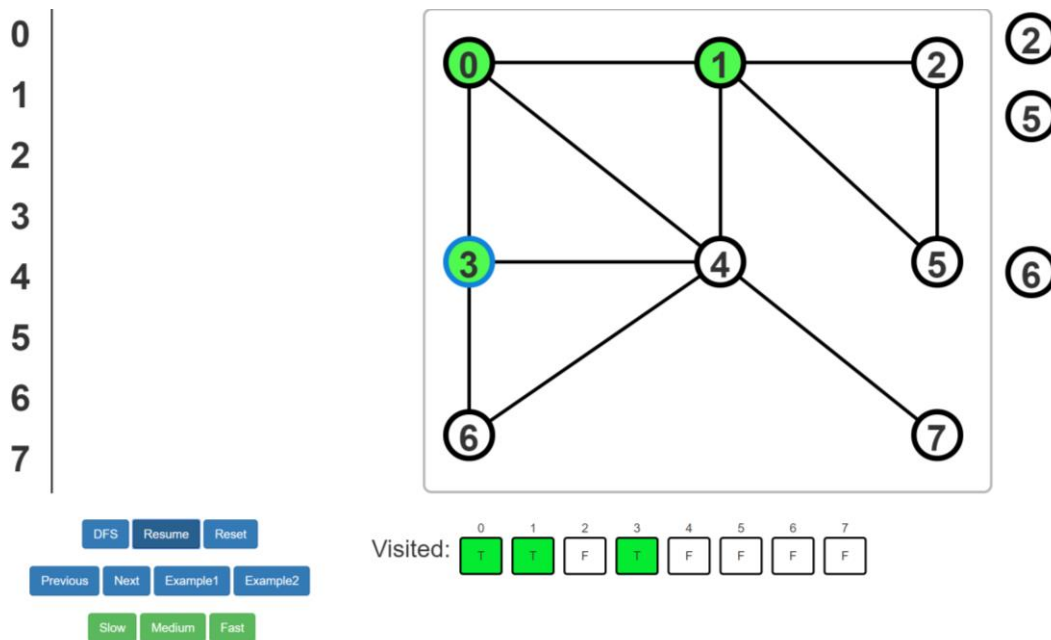 0
1
2
3
4
5
6
7
0 1 2
3 4 5
6 7
2
5
6
DFS Resume Reset
Previous Next Example1 Example2
Slow Medium Fast
0 1 2 3 4 5 6 7
Visited: T T F T F F F F